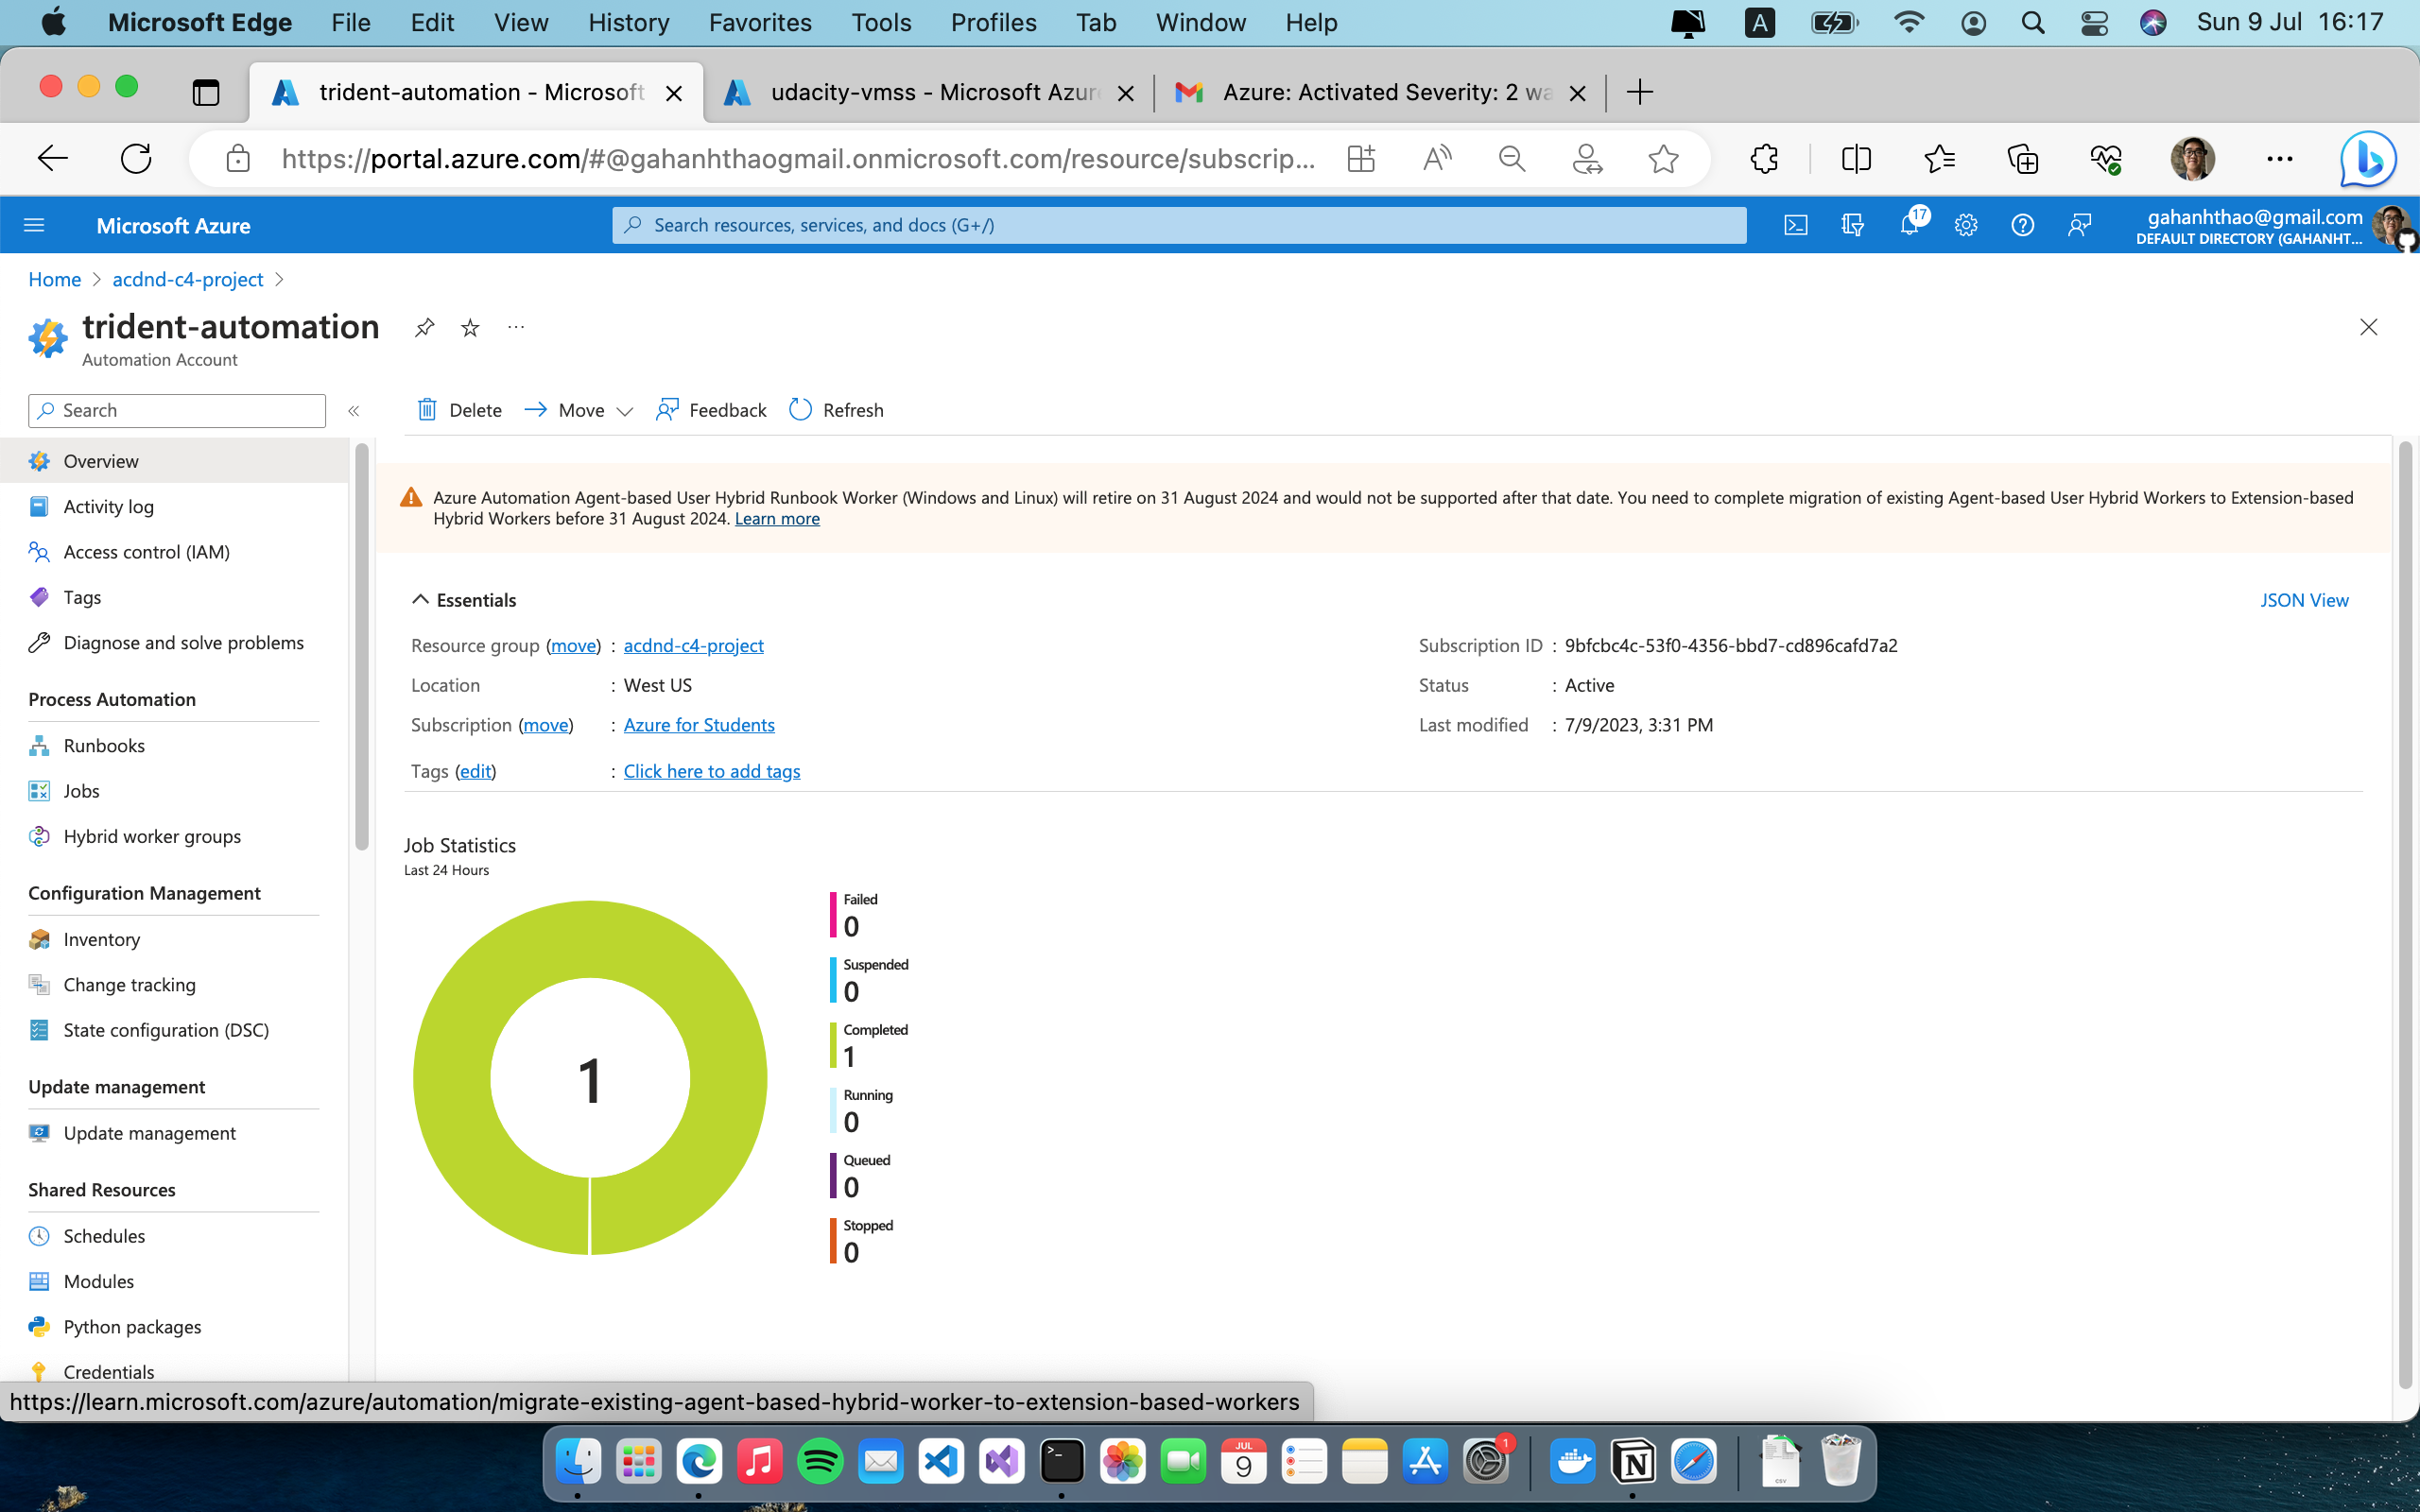 Microsoft Edge File Edit View History Favorites Tools Profiles Tab Window Help A Sun 9 Jul 16:17
trident-automation - Microsoft udacity-vmss - Microsoft Azur Azure: Activated Severity: 2 wa
https://portal.azure.com/#@gahanhthaogmail.onmicrosoft.com/resource/subscrip...
Microsoft Azure Search resources, services, and docs (G+/) 17 gahanhthao@gmail.com
DEFAULT DIRECTORY (GAHANHT...
Home > acdnd-c4-project >
trident-automation
Automation Account
Search
Delete Move Feedback Refresh
Overview
Activity log
Access control (IAM)
Tags
Diagnose and solve problems
Process Automation
Runbooks
Jobs
Hybrid worker groups
Configuration Management
Inventory
Change tracking
State configuration (DSC)
Update management
Update management
Shared Resources
Schedules
Modules
Python packages
Credentials
Azure Automation Agent-based User Hybrid Runbook Worker (Windows and Linux) will retire on 31 August 2024 and would not be supported after that date. You need to complete migration of existing Agent-based User Hybrid Workers to Extension-based
Hybrid Workers before 31 August 2024. Learn more
Essentials JSON View
Resource group (move) : acdnd-c4-project
Location : West US
Subscription (move) : Azure for Students
Tags (edit) : Click here to add tags
Subscription ID : 9bfcbc4c-53f0-4356-bbd7-cd896cafd7a2
Status : Active
Last modified : 7/9/2023, 3:31 PM
Job Statistics
Last 24 Hours
1
Failed
0
Suspended
0
Completed
1
Running
0
Queued
0
Stopped
0
https://learn.microsoft.com/azure/automation/migrate-existing-agent-based-hybrid-worker-to-extension-based-workers
JUL
9
1
CSV